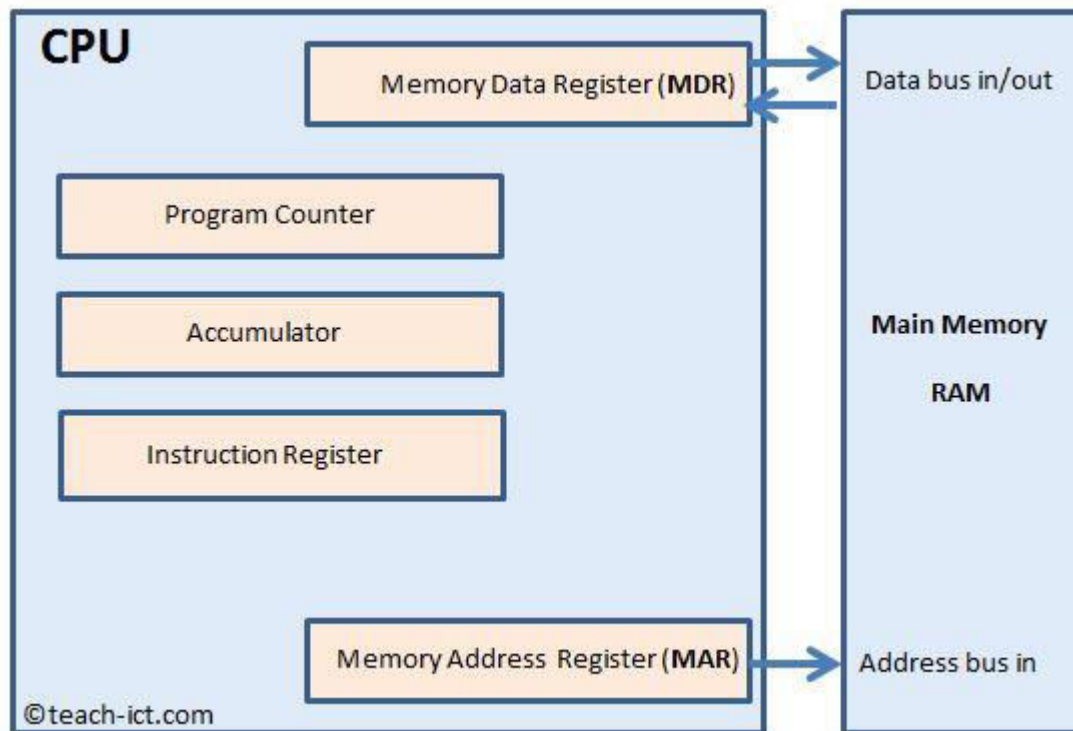 CPU
Memory Data Register (MDR)
Data bus in/out
Program Counter
Accumulator
Main Memory
RAM
Instruction Register
Memory Address Register (MAR)
Address bus in
©teach-ict.com